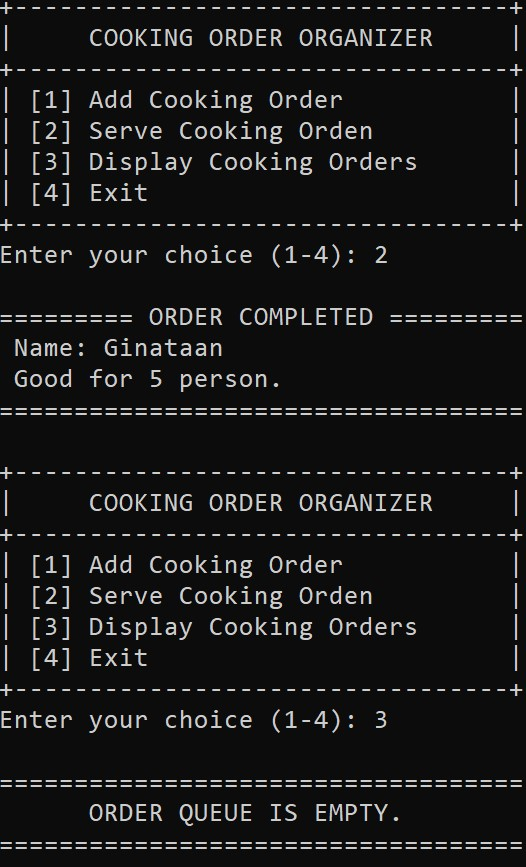 +---------------------------------+
|     COOKING ORDER ORGANIZER     |
+---------------------------------+
| [1] Add Cooking Order           |
| [2] Serve Cooking Orden         |
| [3] Display Cooking Orders      |
| [4] Exit                        |
+---------------------------------+
Enter your choice (1-4): 2
========= ORDER COMPLETED =========
Name: Ginataan
Good for 5 person.
===================================
+---------------------------------+
|     COOKING ORDER ORGANIZER     |
+---------------------------------+
| [1] Add Cooking Order           |
| [2] Serve Cooking Orden         |
| [3] Display Cooking Orders      |
| [4] Exit                        |
+---------------------------------+
Enter your choice (1-4): 3
===================================
      ORDER QUEUE IS EMPTY.
===================================